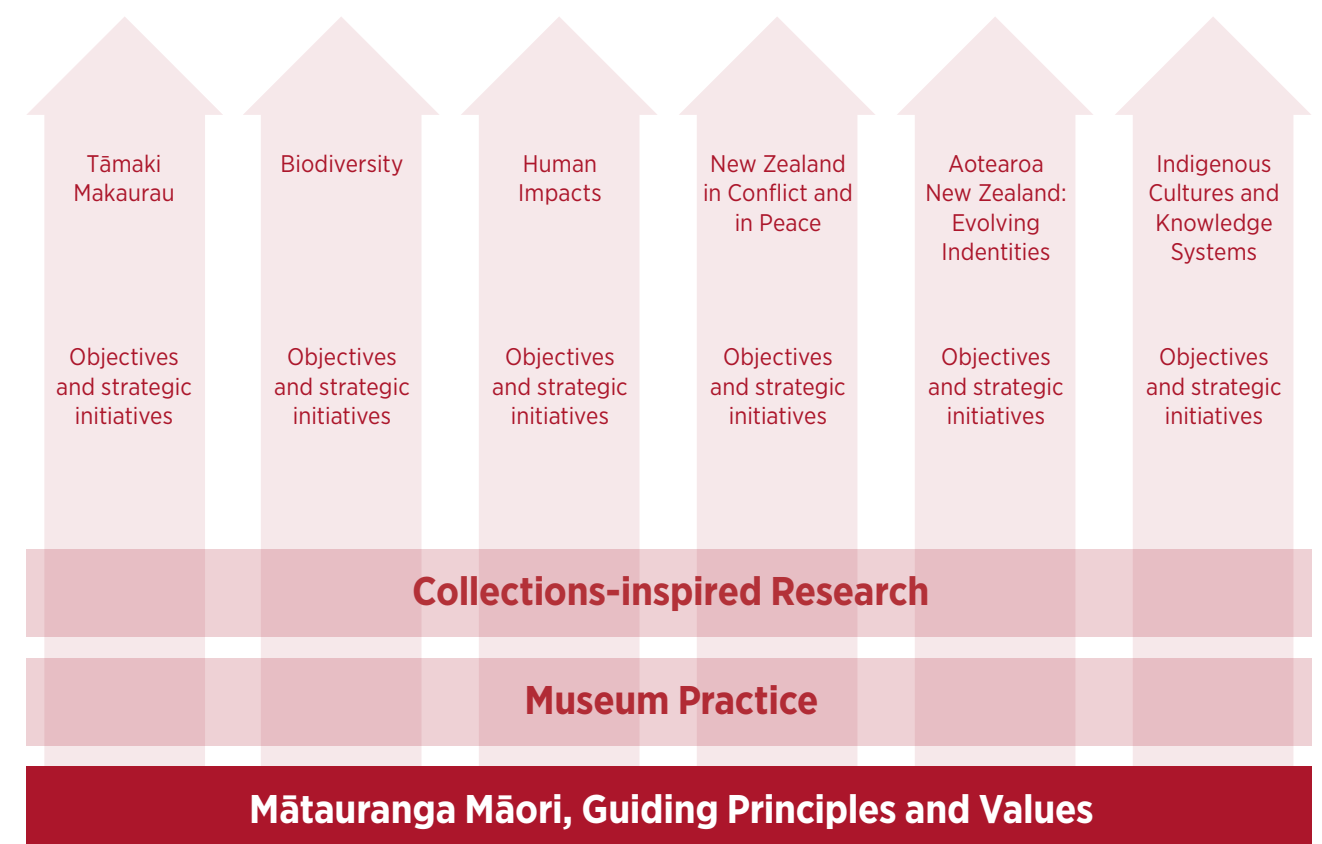 Tāmaki
Makaurau
Biodiversity
Human
Impacts
New Zealand
in Conflict and
in Peace
Aotearoa
New Zealand:
Evolving
Indentities
Indigenous
Cultures and
Knowledge
Systems
Objectives
and strategic
initiatives
Objectives
and strategic
initiatives
Objectives
and strategic
initiatives
Objectives
and strategic
initiatives
Objectives
and strategic
initiatives
Objectives
and strategic
initiatives
Collections-inspired Research
Museum Practice
Mātauranga Māori, Guiding Principles and Values